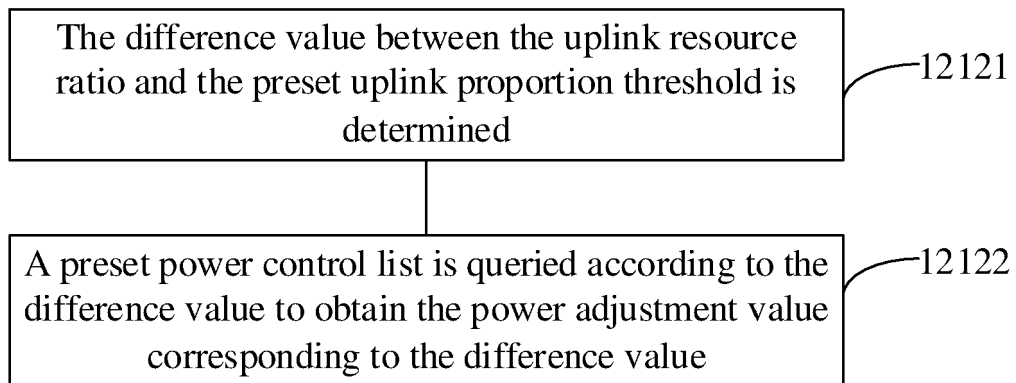 The difference value between the uplink resource
ratio and the preset uplink proportion threshold is
determined
12121
A preset power control list is queried according to the
difference value to obtain the power adjustment value
corresponding to the difference value
12122